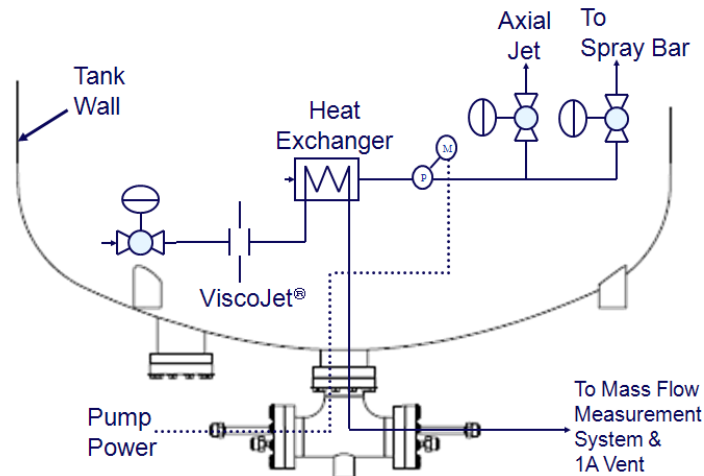 Axial
Jet
To
Spray Bar
Tank
Wall
Heat
Exchanger
M
P
ViscoJet®
Pump
Power
To Mass Flow
Measurement
System &
1A Vent